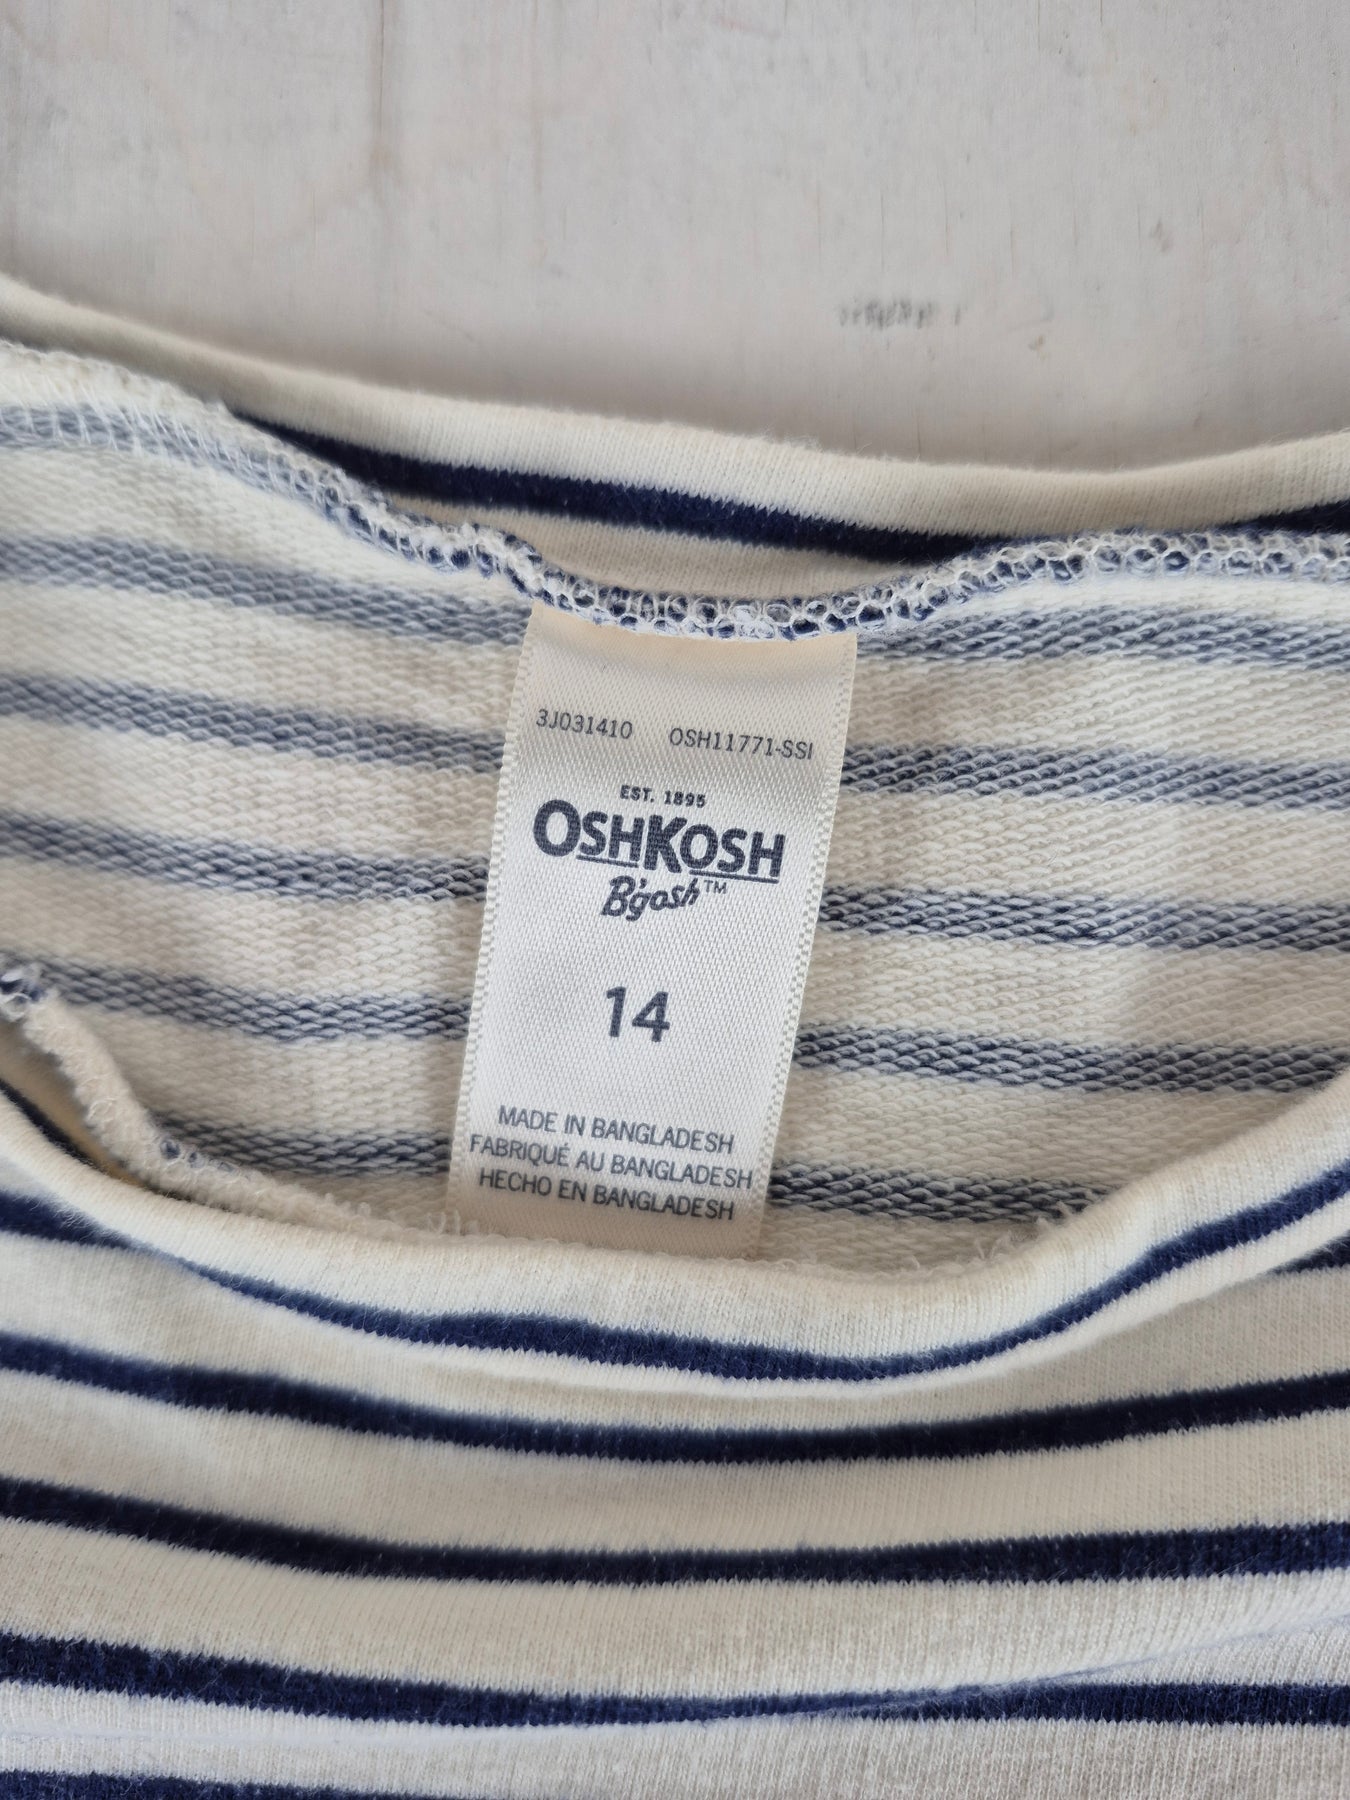 3J031410 OSH11771-SSI
EST. 1895
OSHKOSH
B'gosh™
14
MADE IN BANGLADESH
FABRIQUÉ AU BANGLADESH
HECHO EN BANGLADESH